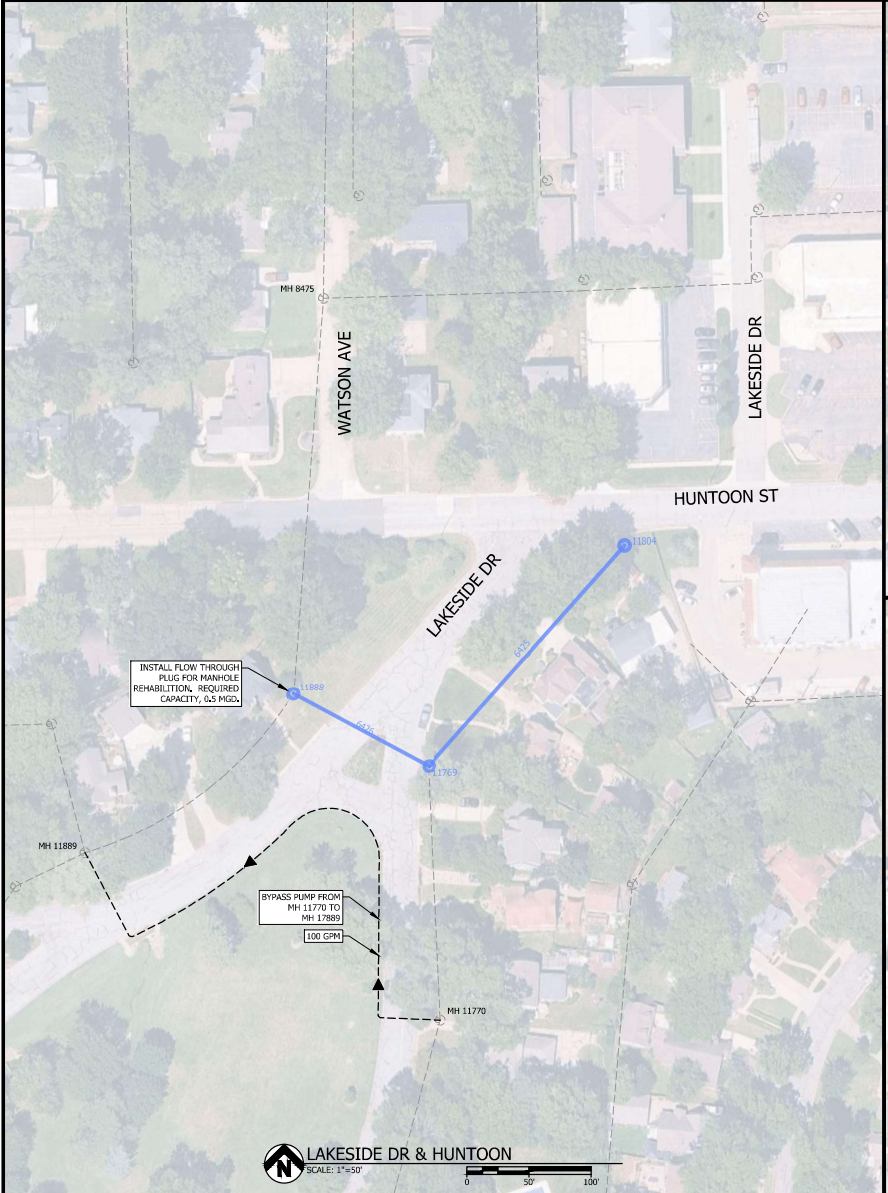 MH 8475
WATSON AVE
LAKESIDE DR
HUNTOON ST
11804
LAKESIDE DR
6425
INSTALL FLOW THROUGH
PLUG FOR MANHOLE
REHABILITATION. REQUIRED
CAPACITY, 0.5 MGD.
11888
6426
11769
MH 11889
BYPASS PUMP FROM
MH 11770 TO
MH 17889
100 GPM
MH 11770
N
LAKESIDE DR & HUNTOON
SCALE: 1"=50'
0 50' 100'